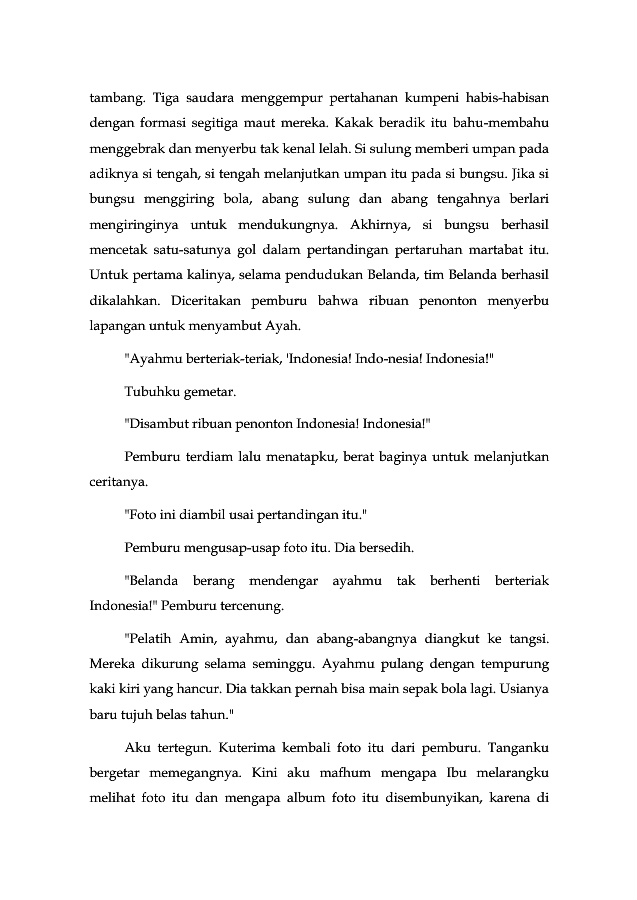 tambang. Tiga saudara menggempur pertahanan kumpeni habis-habisan
dengan formasi segitiga maut mereka. Kakak beradik itu bahu-membahu
menggebrak dan menyerbu tak kenal lelah. Si sulung memberi umpan pada
adiknya si tengah, si tengah melanjutkan umpan itu pada si bungsu. Jika si
bungsu menggiring bola, abang sulung dan abang tengahnya berlari
mengiringinya untuk mendukungnya. Akhirnya, si bungsu berhasil
mencetak satu-satunya gol dalam pertandingan pertaruhan martabat itu.
Untuk pertama kalinya, selama pendudukan Belanda, tim Belanda berhasil
dikalahkan. Diceritakan pemburu bahwa ribuan penonton menyerbu
lapangan untuk menyambut Ayah.
"Ayahmu berteriak-teriak, 'Indonesia! Indo-nesia! Indonesia!"
Tubuhku gemetar.
"Disambut ribuan penonton Indonesia! Indonesia!"
Pemburu terdiam lalu menatapku, berat baginya untuk melanjutkan
ceritanya.
"Foto ini diambil usai pertandingan itu."
Pemburu mengusap-usap foto itu. Dia bersedih.
"Belanda berang mendengar ayahmu tak berhenti berteriak
Indonesia!" Pemburu tercenung.
"Pelatih Amin, ayahmu, dan abang-abangnya diangkut ke tangsi.
Mereka dikurung selama seminggu. Ayahmu pulang dengan tempurung
kaki kiri yang hancur. Dia takkan pernah bisa main sepak bola lagi. Usianya
baru tujuh belas tahun."
Aku tertegun. Kuterima kembali foto itu dari pemburu. Tanganku
bergetar memegangnya. Kini aku mafhum mengapa Ibu melarangku
melihat foto itu dan mengapa album foto itu disembunyikan, karena di